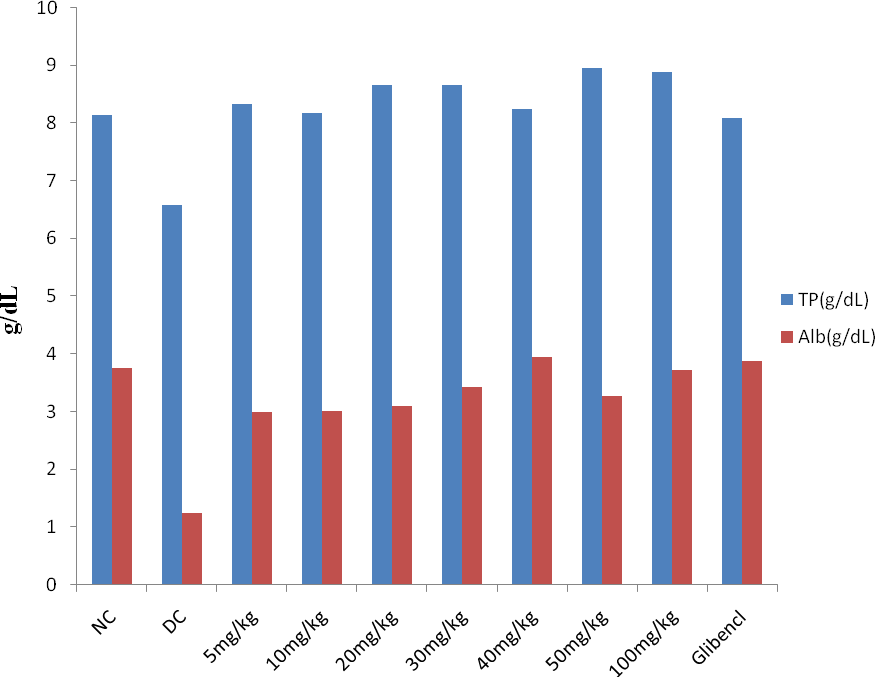 10
9
8
7
6
5
4
3
2
1
0
g/dL
NC
DC
5mg/kg
10mg/kg
20mg/kg
30mg/kg
40mg/kg
50mg/kg
100mg/kg
Glibencl
TP(g/dL)
Alb(g/dL)